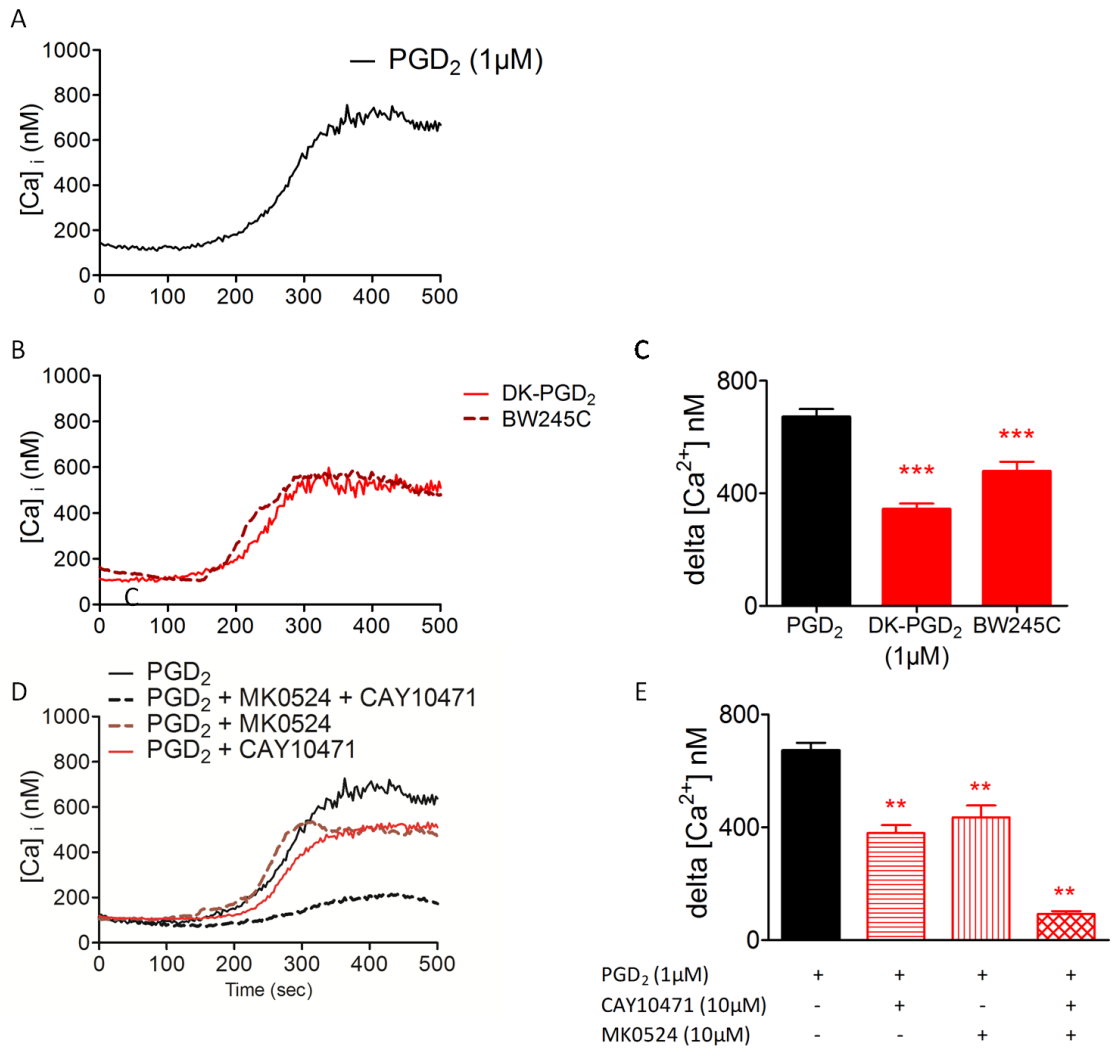 A
PGD₂ (1µM)
[Ca] i (nM)
1000
800
600
400
200
0
0 100 200 300 400 500
B
DK-PGD₂
BW245C
[Ca] i (nM)
1000
800
600
400
200
0
C
0 100 200 300 400 500
C
delta [Ca²⁺] nM
800
400
0
***
***
PGD₂ DK-PGD₂ BW245C
(1µM)
D
PGD₂
PGD₂ + MK0524 + CAY10471
PGD₂ + MK0524
PGD₂ + CAY10471
[Ca] i (nM)
1000
800
600
400
200
0
0 100 200 300 400 500
Time (sec)
E
delta [Ca²⁺] nM
800
400
0
**
**
**
PGD₂ (1µM) + + + +
CAY10471 (10µM) - + - +
MK0524 (10µM) - - + +